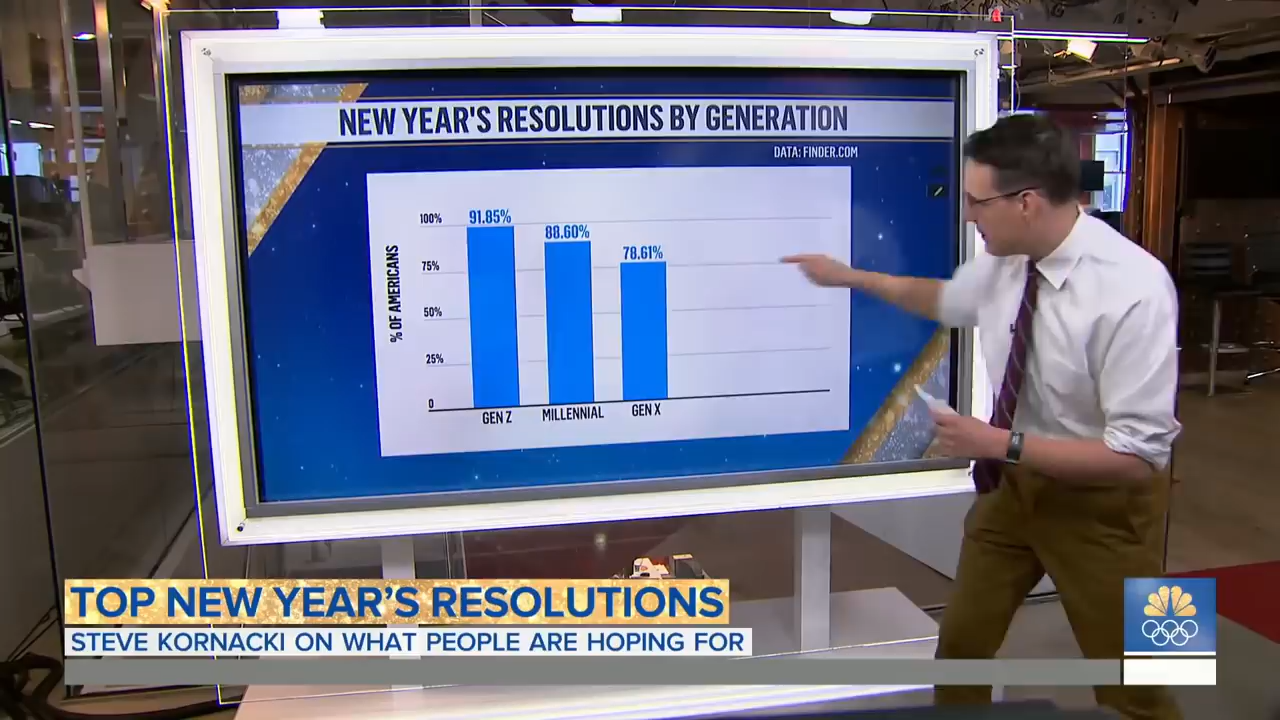 NEW YEAR'S RESOLUTIONS BY GENERATION
DATA: FINDER.COM
% OF AMERICANS
100%
75%
50%
25%
0
91.85%
88.60%
78.61%
GEN Z
MILLENNIAL
GEN X
TOP NEW YEAR'S RESOLUTIONS
STEVE KORNACKI ON WHAT PEOPLE ARE HOPING FOR